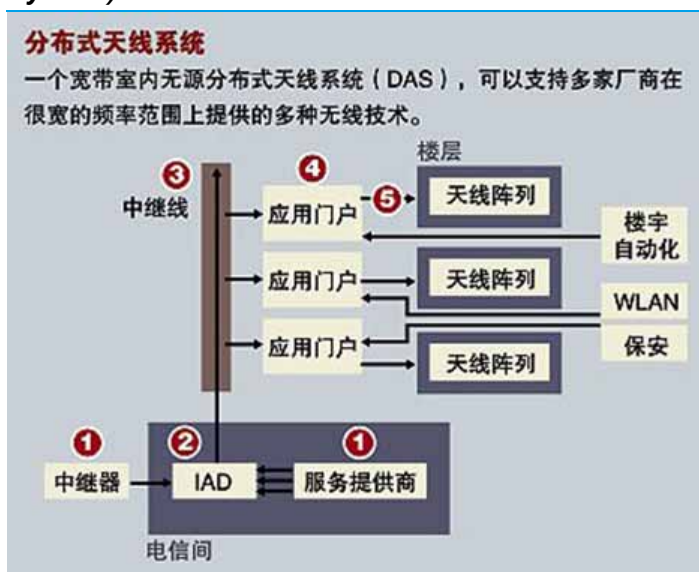 分布式天线系统
一个宽带室内无源分布式天线系统（DAS），可以支持多家厂商在
很宽的频率范围上提供的多种无线技术。
楼层
3
4
5
中继线
应用门户
天线阵列
楼宇
自动化
应用门户
天线阵列
WLAN
应用门户
天线阵列
保安
1
2
1
中继器
IAD
服务提供商
电信间